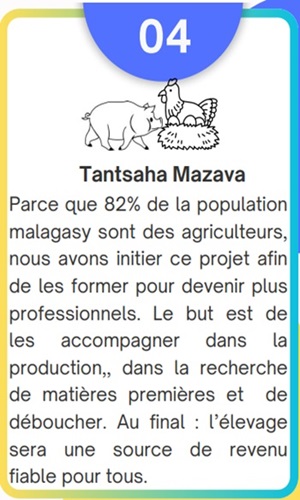 04
Tantsaha Mazava
Parce que 82% de la population
malagasy sont des agriculteurs,
nous avons initier ce projet afin
de les former pour devenir plus
professionnels. Le but est de
les accompagner dans la
production,, dans la recherche
de matières premières et de
déboucher. Au final : l’élevage
sera une source de revenu
fiable pour tous.